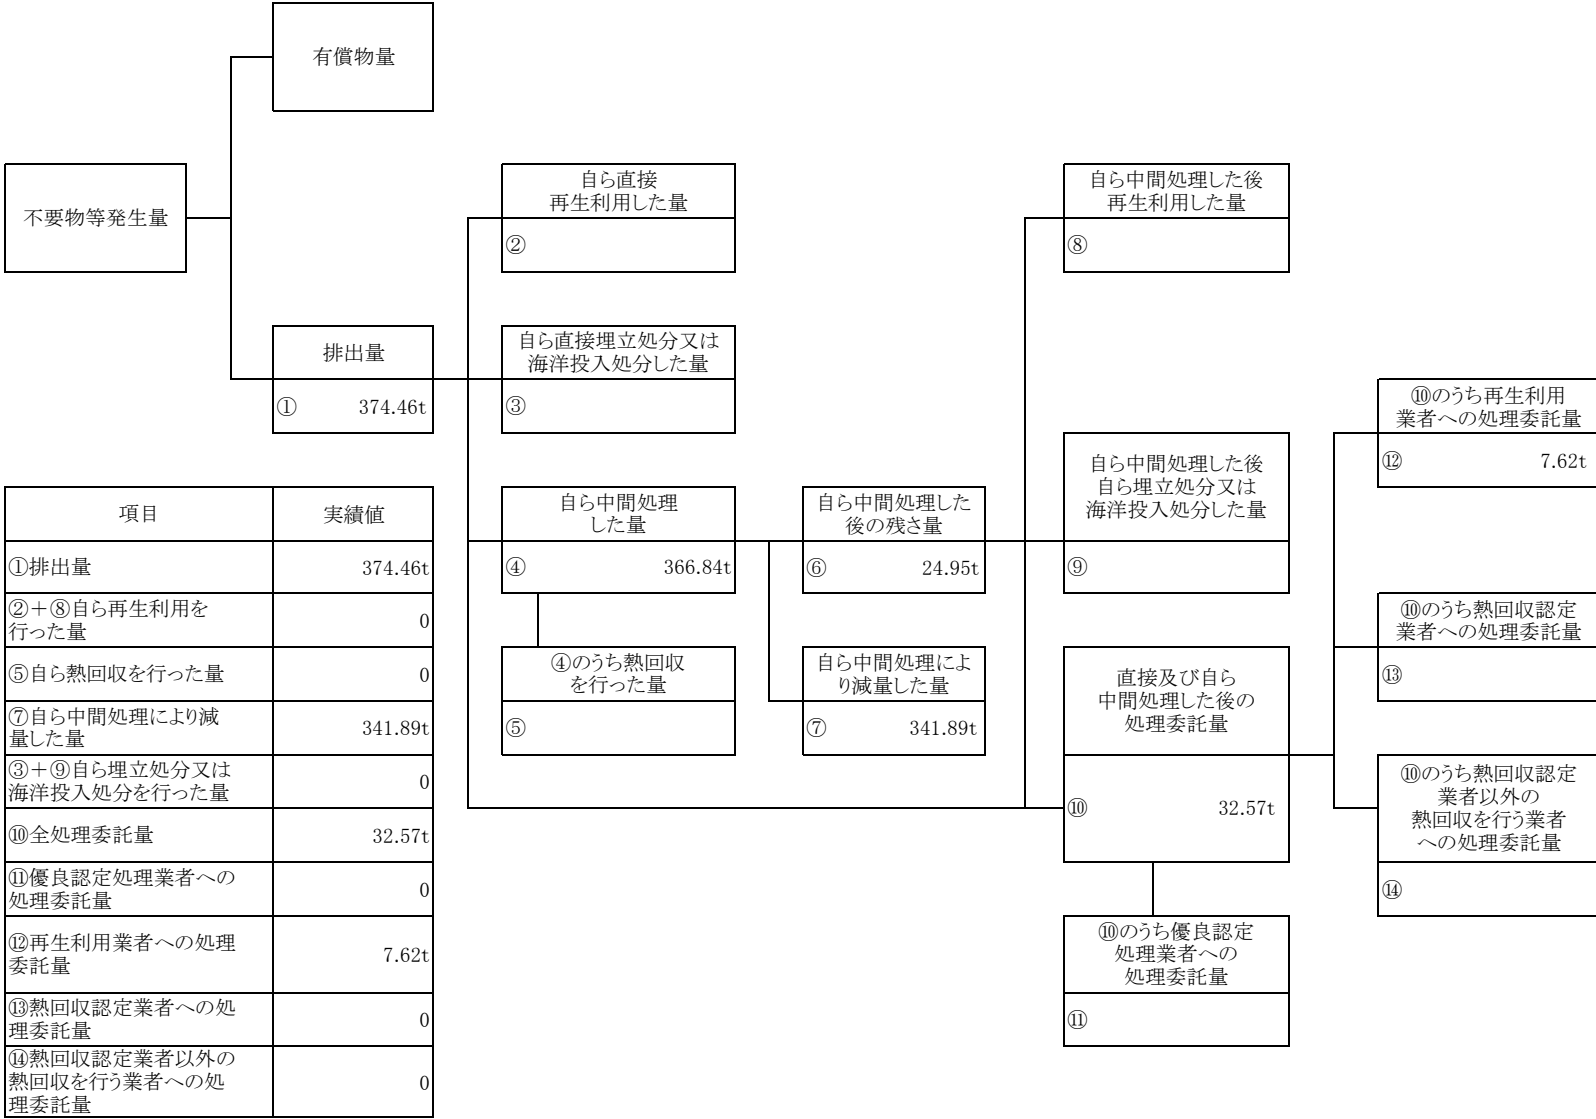 有償物量
不要物等発生量
自ら直接
再生利用した量
②
自ら中間処理した後
再生利用した量
⑧
排出量
①　374.46t
自ら直接埋立処分又は
海洋投入処分した量
③
⑩のうち再生利用
業者への処理委託量
⑫　7.62t
自ら中間処理した後
自ら埋立処分又は
海洋投入処分した量
⑨
自ら中間処理
した量
④　366.84t
自ら中間処理した
後の残さ量
⑥　24.95t
⑩のうち熱回収認定
業者への処理委託量
⑬
④のうち熱回収
を行った量
⑤
自ら中間処理によ
り減量した量
⑦　341.89t
直接及び自ら
中間処理した後の
処理委託量
⑩　32.57t
⑩のうち熱回収認定
業者以外の
熱回収を行う業者
への処理委託量
⑭
⑩のうち優良認定
処理業者への
処理委託量
⑪
項目　実績値
①排出量　374.46t
②＋⑧自ら再生利用を
行った量　0
⑤自ら熱回収を行った量　0
⑦自ら中間処理により減
量した量　341.89t
③＋⑨自ら埋立処分又は
海洋投入処分を行った量　0
⑩全処理委託量　32.57t
⑪優良認定処理業者への
処理委託量　0
⑫再生利用業者への処理
委託量　7.62t
⑬熱回収認定業者への処
理委託量　0
⑭熱回収認定業者以外の
熱回収を行う業者への処
理委託量　0